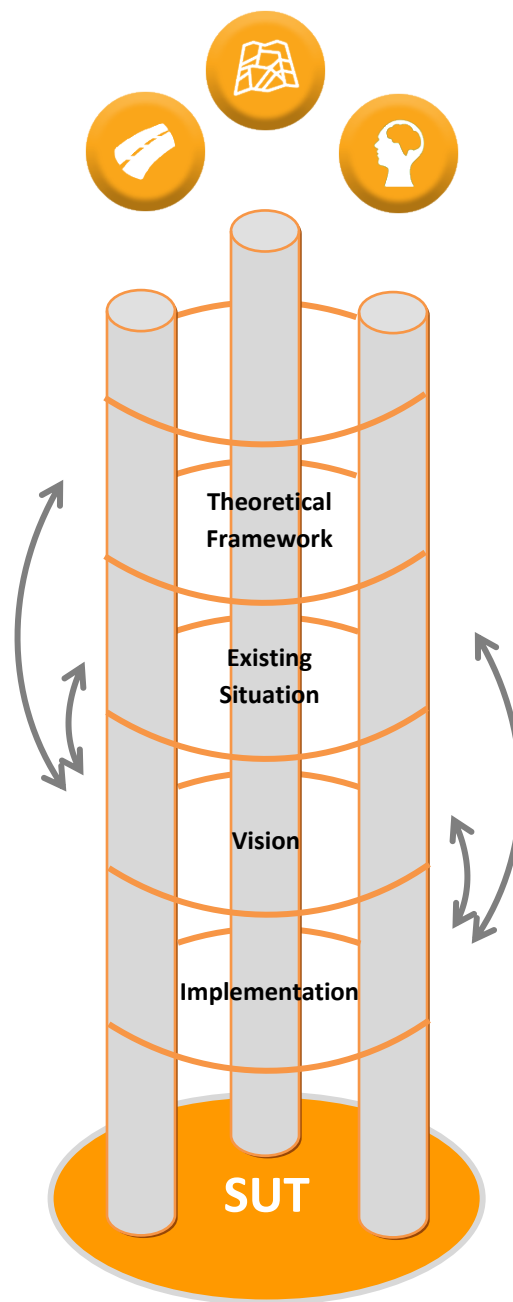 Theoretical
Framework
Existing
Situation
Vision
Implementation
SUT